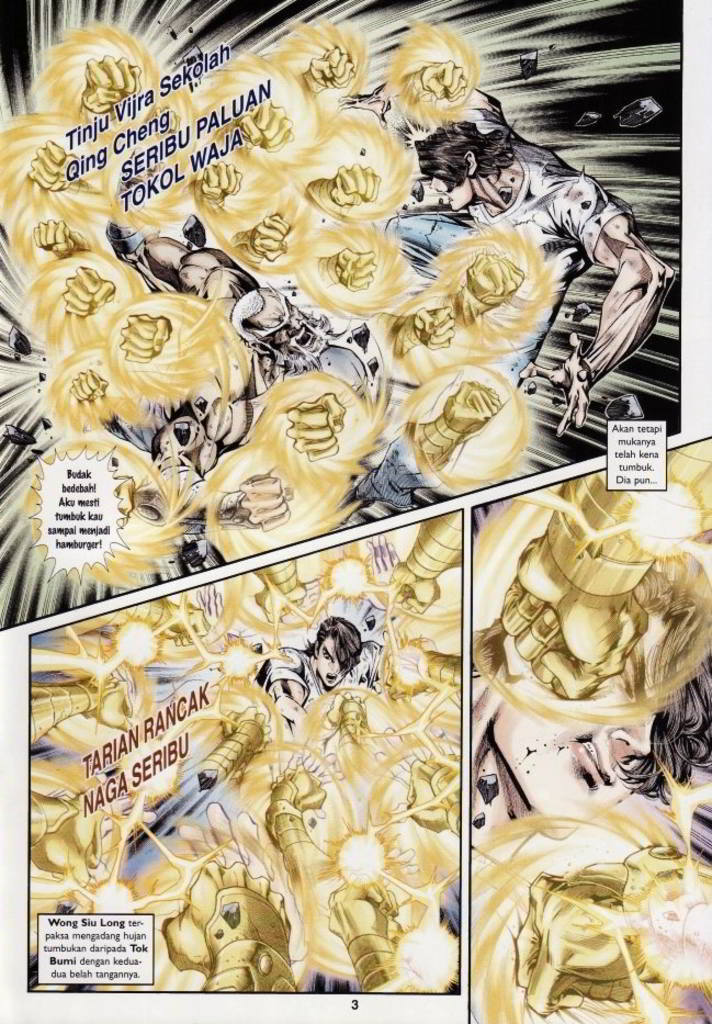 Tinju Vijra Sekolah
Qing Cheng
SERIBU PALUAN
TOKOL WAJA
Budak
bedebah!
Aku mesti
tumbuk kau
sampai menjadi
hamburger!
Akan tetapi
mukanya
telah kena
tumbuk.
Dia pun...
TARIAN RANCAK
NAGA SERIBU
Wong Siu Long ter-
paksa mengadang hujan
tumbukan daripada Tok
Bumi dengan kedua-
dua belah tangannya.
3